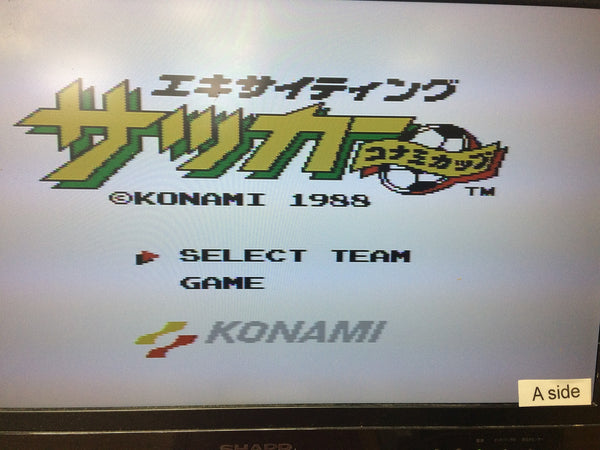 エキサイティング
サッカー
コナミカップ
TM
©KONAMI 1988
SELECT TEAM
GAME
KONAMI
A side
SHARP